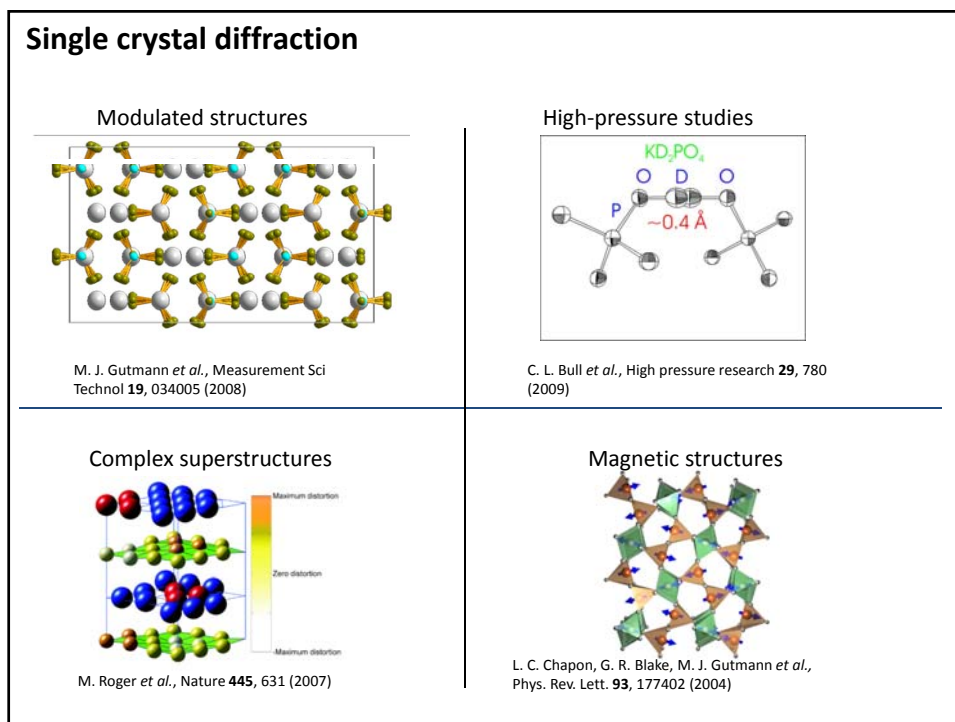 Single crystal diffraction
Modulated structures
M. J. Gutmann et al., Measurement Sci
Technol 19, 034005 (2008)
High-pressure studies
KD2PO4
O D O
P
~0.4 Å
C. L. Bull et al., High pressure research 29, 780
(2009)
Complex superstructures
Maximum distortion
Zero distortion
-Maximum distortion
M. Roger et al., Nature 445, 631 (2007)
Magnetic structures
L. C. Chapon, G. R. Blake, M. J. Gutmann et al.,
Phys. Rev. Lett. 93, 177402 (2004)